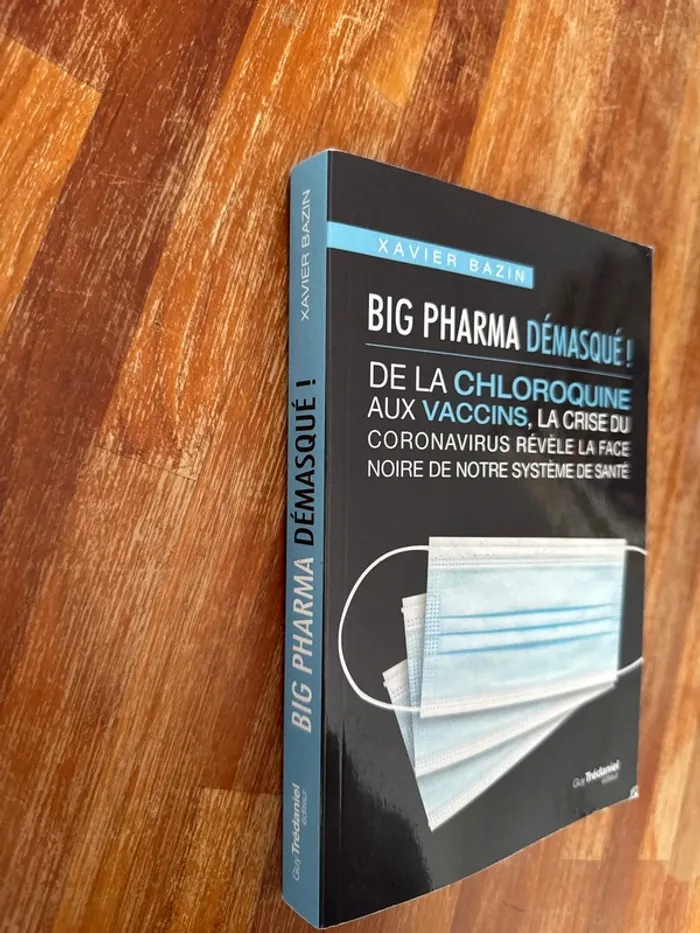 XAVIER BAZIN
BIG PHARMA DÉMASQUÉ !
DE LA CHLOROQUINE
AUX VACCINS, LA CRISE DU
CORONAVIRUS RÉVÈLE LA FACE
NOIRE DE NOTRE SYSTÈME DE SANTÉ
Guy Trédaniel
éditeur
XAVIER BAZIN
BIG PHARMA DÉMASQUÉ !
Guy Trédaniel
éditeur